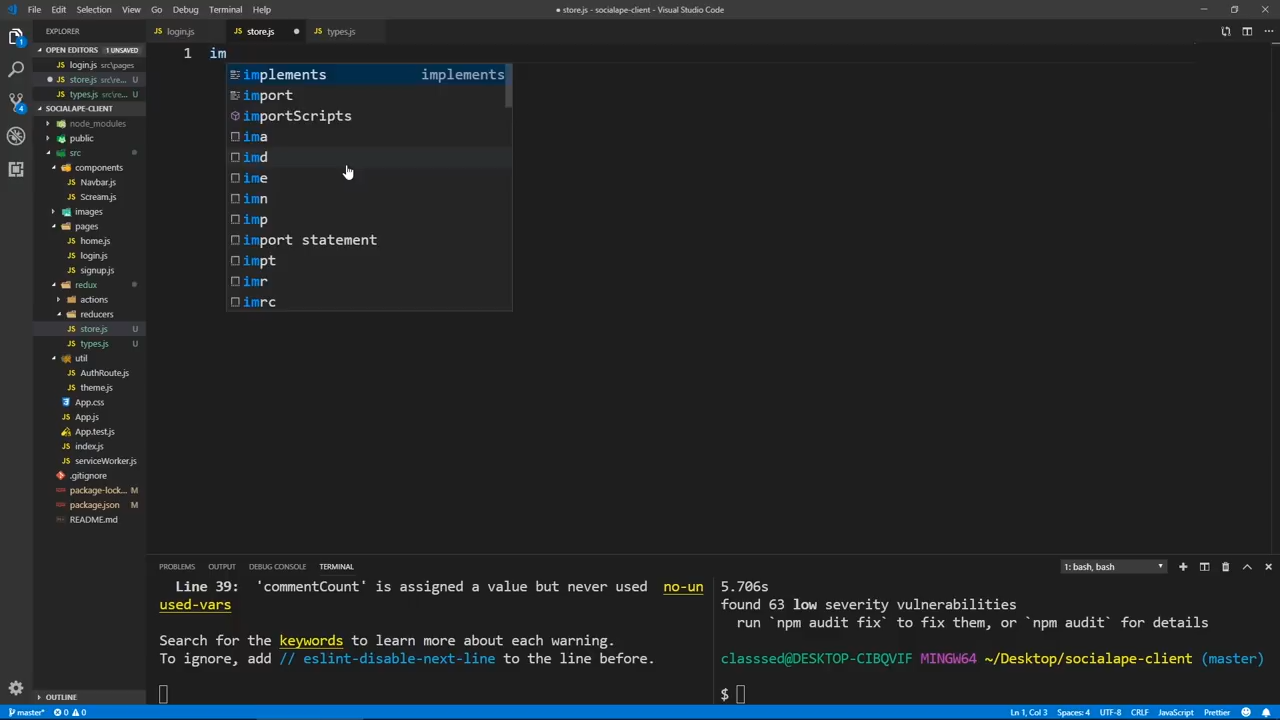 File Edit Selection View Go Debug Terminal Help
● store.js - socialape-client - Visual Studio Code
EXPLORER
OPEN EDITORS 1 UNSAVED
login.js src\pages
store.js src\re... U
types.js src\re... U
SOCIALAPE-CLIENT
node_modules
public
src
components
Navbar.js
Scream.js
images
pages
home.js
login.js
signup.js
redux
actions
reducers
store.js U
types.js U
util
AuthRoute.js
theme.js
App.css
App.js
App.test.js
index.js
serviceWorker.js
.gitignore
package-lock... M
package.json M
README.md
OUTLINE
login.js store.js ● types.js
1 im
implements implements
import
importScripts
ima
imd
ime
imn
imp
import statement
impt
imr
imrc
PROBLEMS OUTPUT DEBUG CONSOLE TERMINAL
1: bash, bash
Line 39: 'commentCount' is assigned a value but never used no-un
used-vars
Search for the keywords to learn more about each warning.
To ignore, add // eslint-disable-next-line to the line before.
5.706s
found 63 low severity vulnerabilities
run `npm audit fix` to fix them, or `npm audit` for details
classsed@DESKTOP-CIBQVIF MINGW64 ~/Desktop/socialape-client (master)
$
master* 0 0
Ln 1, Col 3 Spaces: 4 UTF-8 CRLF JavaScript Prettier